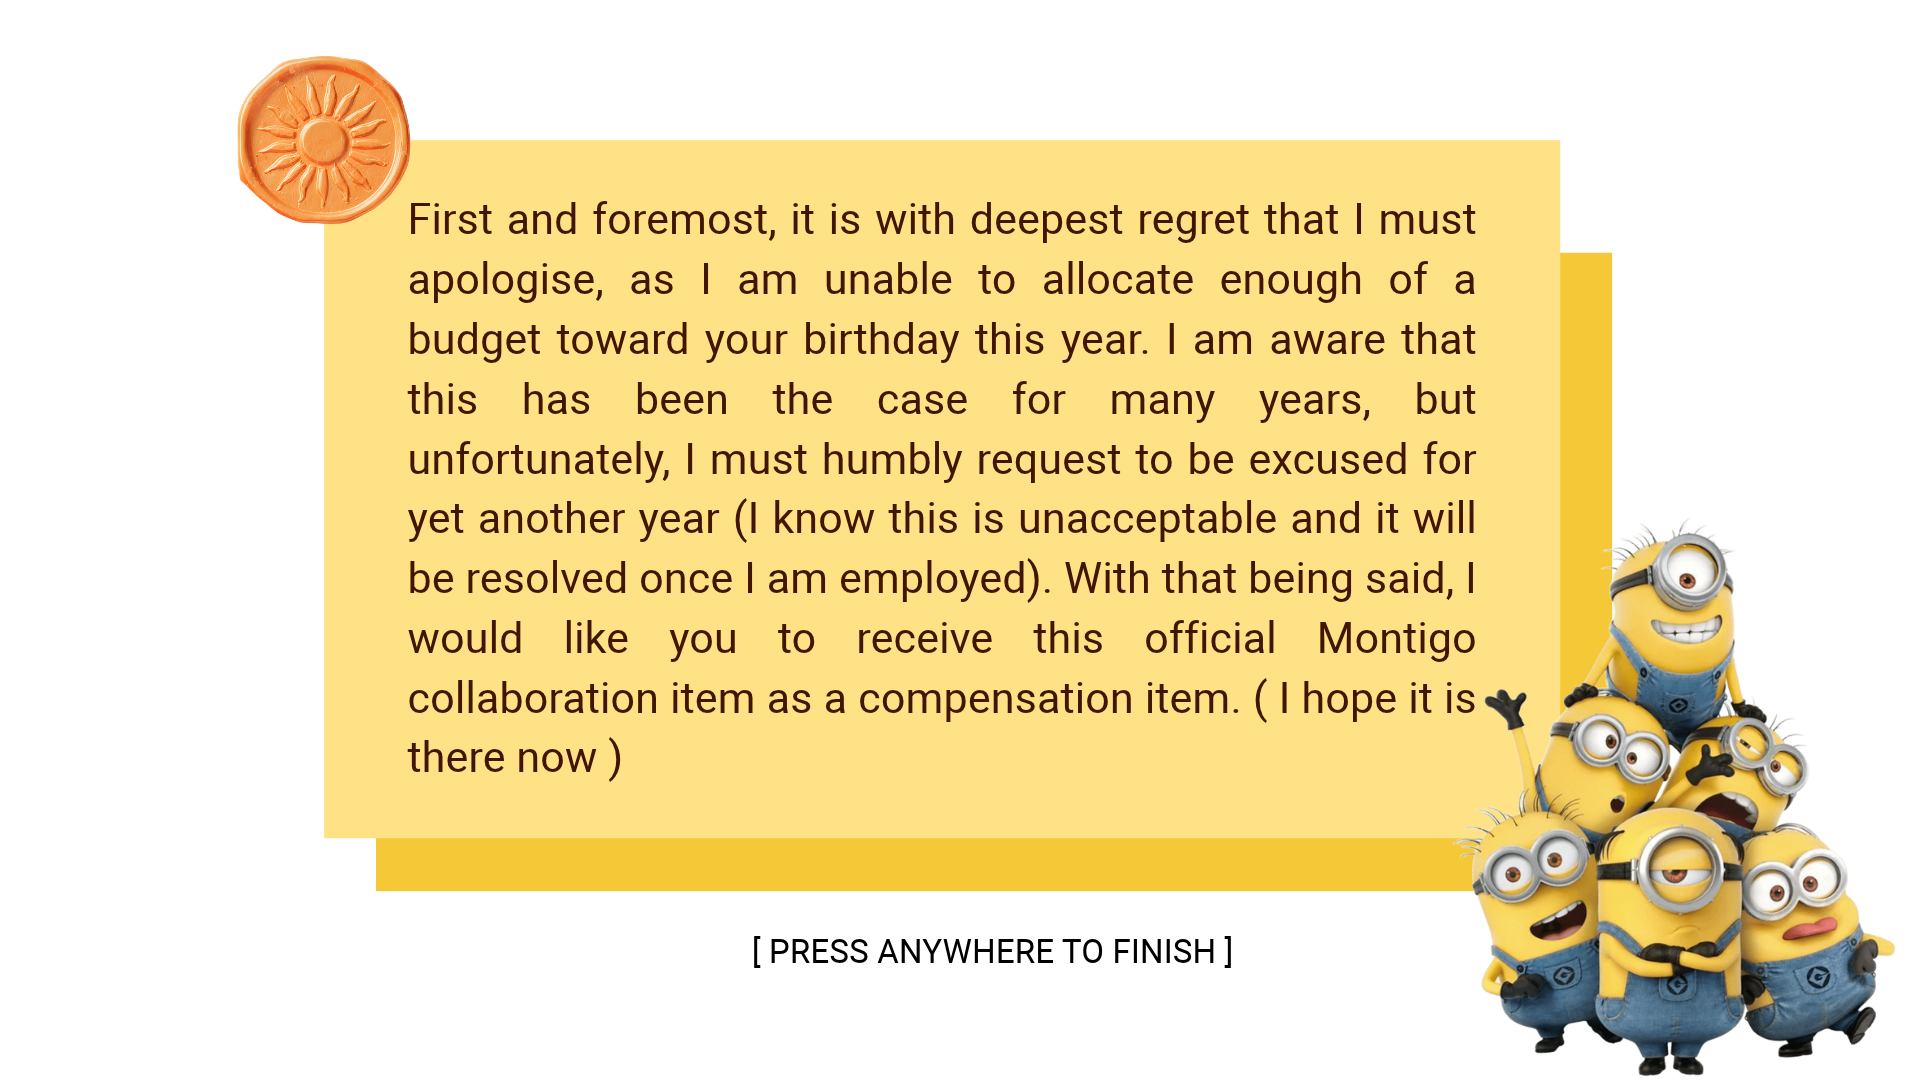 First and foremost, it is with deepest regret that I must
apologise, as I am unable to allocate enough of a
budget toward your birthday this year. I am aware that
this has been the case for many years, but
unfortunately, I must humbly request to be excused for
yet another year (I know this is unacceptable and it will
be resolved once I am employed). With that being said, I
would like you to receive this official Montigo
collaboration item as a compensation item. ( I hope it is
there now )
[ PRESS ANYWHERE TO FINISH ]